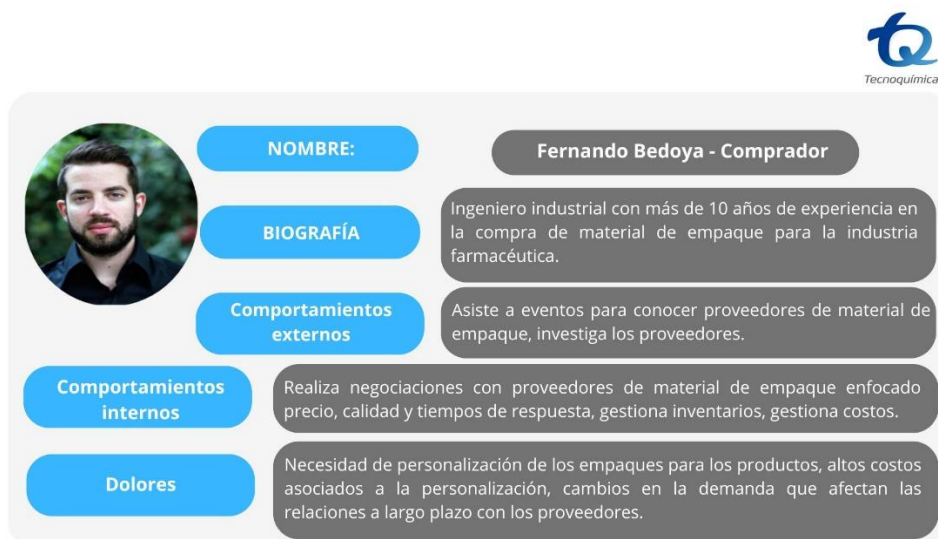 TQ
Tecnoquímica
NOMBRE:
Fernando Bedoya - Comprador
BIOGRAFÍA
Ingeniero industrial con más de 10 años de experiencia en
la compra de material de empaque para la industria
farmacéutica.
Comportamientos
externos
Asiste a eventos para conocer proveedores de material de
empaque, investiga los proveedores.
Comportamientos
internos
Realiza negociaciones con proveedores de material de empaque enfocado
precio, calidad y tiempos de respuesta, gestiona inventarios, gestiona costos.
Dolores
Necesidad de personalización de los empaques para los productos, altos costos
asociados a la personalización, cambios en la demanda que afectan las
relaciones a largo plazo con los proveedores.